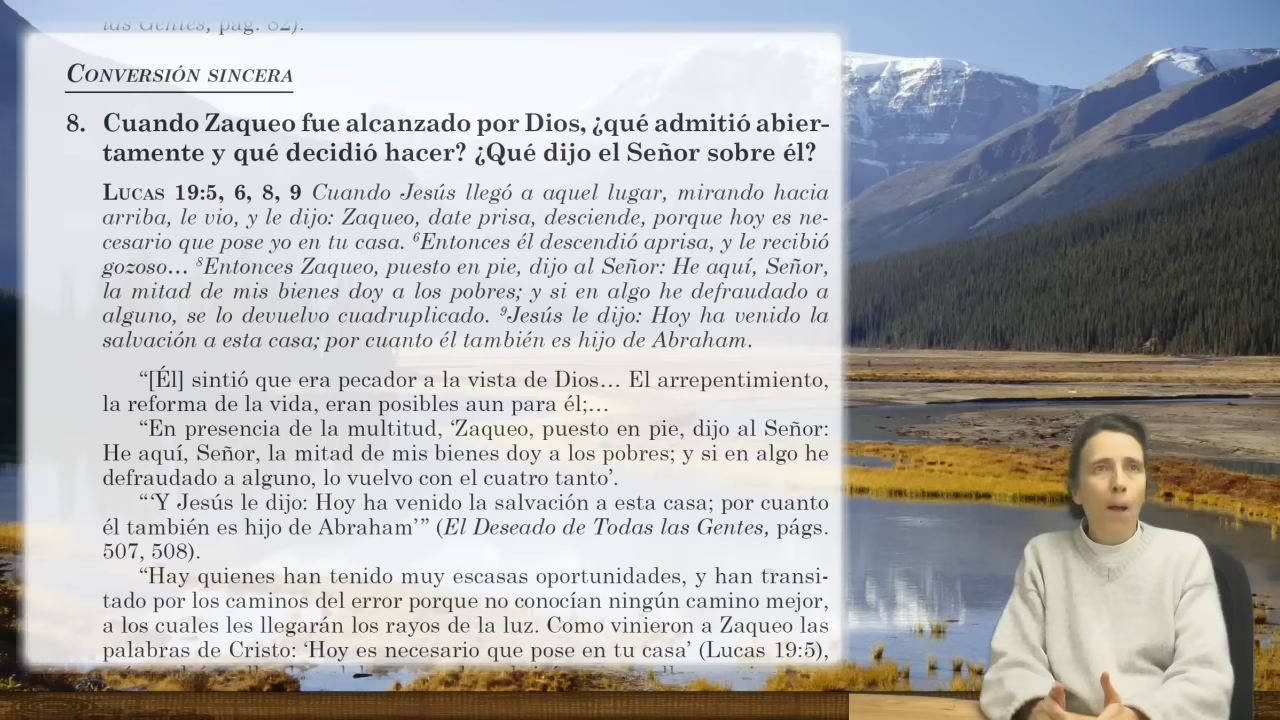 las Gentes, pág. 82).
CONVERSIÓN SINCERA
8. Cuando Zaqueo fue alcanzado por Dios, ¿qué admitió abier-
tamente y qué decidió hacer? ¿Qué dijo el Señor sobre él?
LUCAS 19:5, 6, 8, 9 Cuando Jesús llegó a aquel lugar, mirando hacia
arriba, le vio, y le dijo: Zaqueo, date prisa, desciende, porque hoy es ne-
cesario que pose yo en tu casa. ⁶Entonces él descendió aprisa, y le recibió
gozoso… ⁸Entonces Zaqueo, puesto en pie, dijo al Señor: He aquí, Señor,
la mitad de mis bienes doy a los pobres; y si en algo he defraudado a
alguno, se lo devuelvo cuadruplicado. ⁹Jesús le dijo: Hoy ha venido la
salvación a esta casa; por cuanto él también es hijo de Abraham.
“[Él] sintió que era pecador a la vista de Dios… El arrepentimiento,
la reforma de la vida, eran posibles aun para él;…
“En presencia de la multitud, ‘Zaqueo, puesto en pie, dijo al Señor:
He aquí, Señor, la mitad de mis bienes doy a los pobres; y si en algo he
defraudado a alguno, lo vuelvo con el cuatro tanto’.
“‘Y Jesús le dijo: Hoy ha venido la salvación a esta casa; por cuanto
él también es hijo de Abraham’” (El Deseado de Todas las Gentes, págs.
507, 508).
“Hay quienes han tenido muy escasas oportunidades, y han transi-
tado por los caminos del error porque no conocían ningún camino mejor,
a los cuales les llegarán los rayos de la luz. Como vinieron a Zaqueo las
palabras de Cristo: ‘Hoy es necesario que pose en tu casa’ (Lucas 19:5),